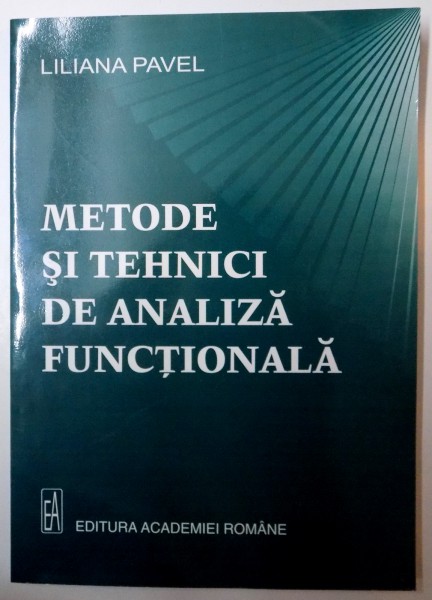 LILIANA PAVEL
METODE
ŞI TEHNICI
DE ANALIZĂ
FUNCŢIONALĂ
EA
EDITURA ACADEMIEI ROMÂNE